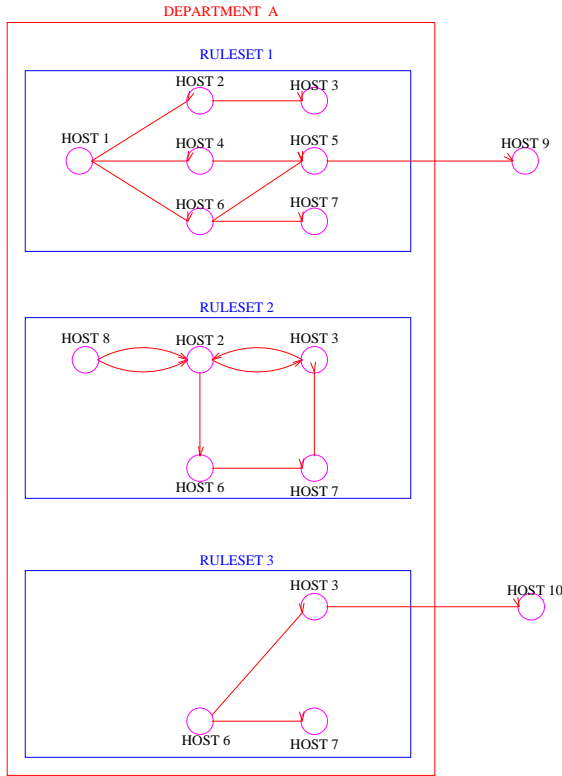 DEPARTMENT A
RULESET 1
HOST 2
HOST 3
HOST 1
HOST 4
HOST 5
HOST 9
HOST 6
HOST 7
RULESET 2
HOST 8
HOST 2
HOST 3
HOST 6
HOST 7
RULESET 3
HOST 3
HOST 10
HOST 6
HOST 7